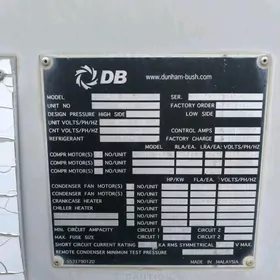 DB
www.dunham-bush.com
MODEL SER.
UNIT NO FACTORY ORDER
DESIGN PRESSURE HIGH SIDE LOW SIDE
UNIT VOLTS/PH/HZ
CNT VOLTS/PH/HZ CONTROL AMPS
REFRIGERANT FACTORY CHARGE
MODEL RLA/EA. LRA/EA. VOLTS/PH/HZ
COMPR MOTOR(S) NO/UNIT
COMPR MOTOR(S) NO/UNIT
COMPR MOTOR(S) NO/UNIT
HP/KW FLA/EA. VOLTS/PH/HZ
CONDENSER FAN MOTOR(S) NO/UNIT
CONDENSER FAN MOTOR(S) NO/UNIT
CRANKCASE HEATER NO/UNIT
CHILLER HEATER NO/UNIT
MIN. CIRCUIT AMPACITY CIRCUIT 1 CIRCUIT 2
MAX. FUSE SIZE CIRCUIT 1 CIRCUIT 2
SHORT CIRCUIT CURRENT RATING KA RMS SYMMETRICAL V MAX
REMOTE CONDENSER MINIMUM TEST PRESSURE
MADE IN MALAYSIA